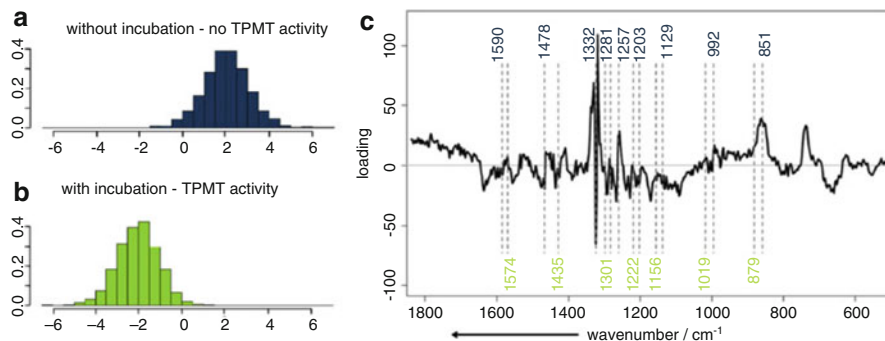 a
without incubation - no TPMT activity
0.0 0.2 0.4
−6 −4 −2 0 2 4 6
b
with incubation - TPMT activity
0.0 0.2 0.4
−6 −4 −2 0 2 4 6
c
1590 1478 1332 1281 1257 1203 1129 992 851
loading
100
50
0
-50
-100
1574 1435 1301 1222 1156 1019 879
1800 1600 1400 1200 1000 800 600
wavenumber / cm⁻¹